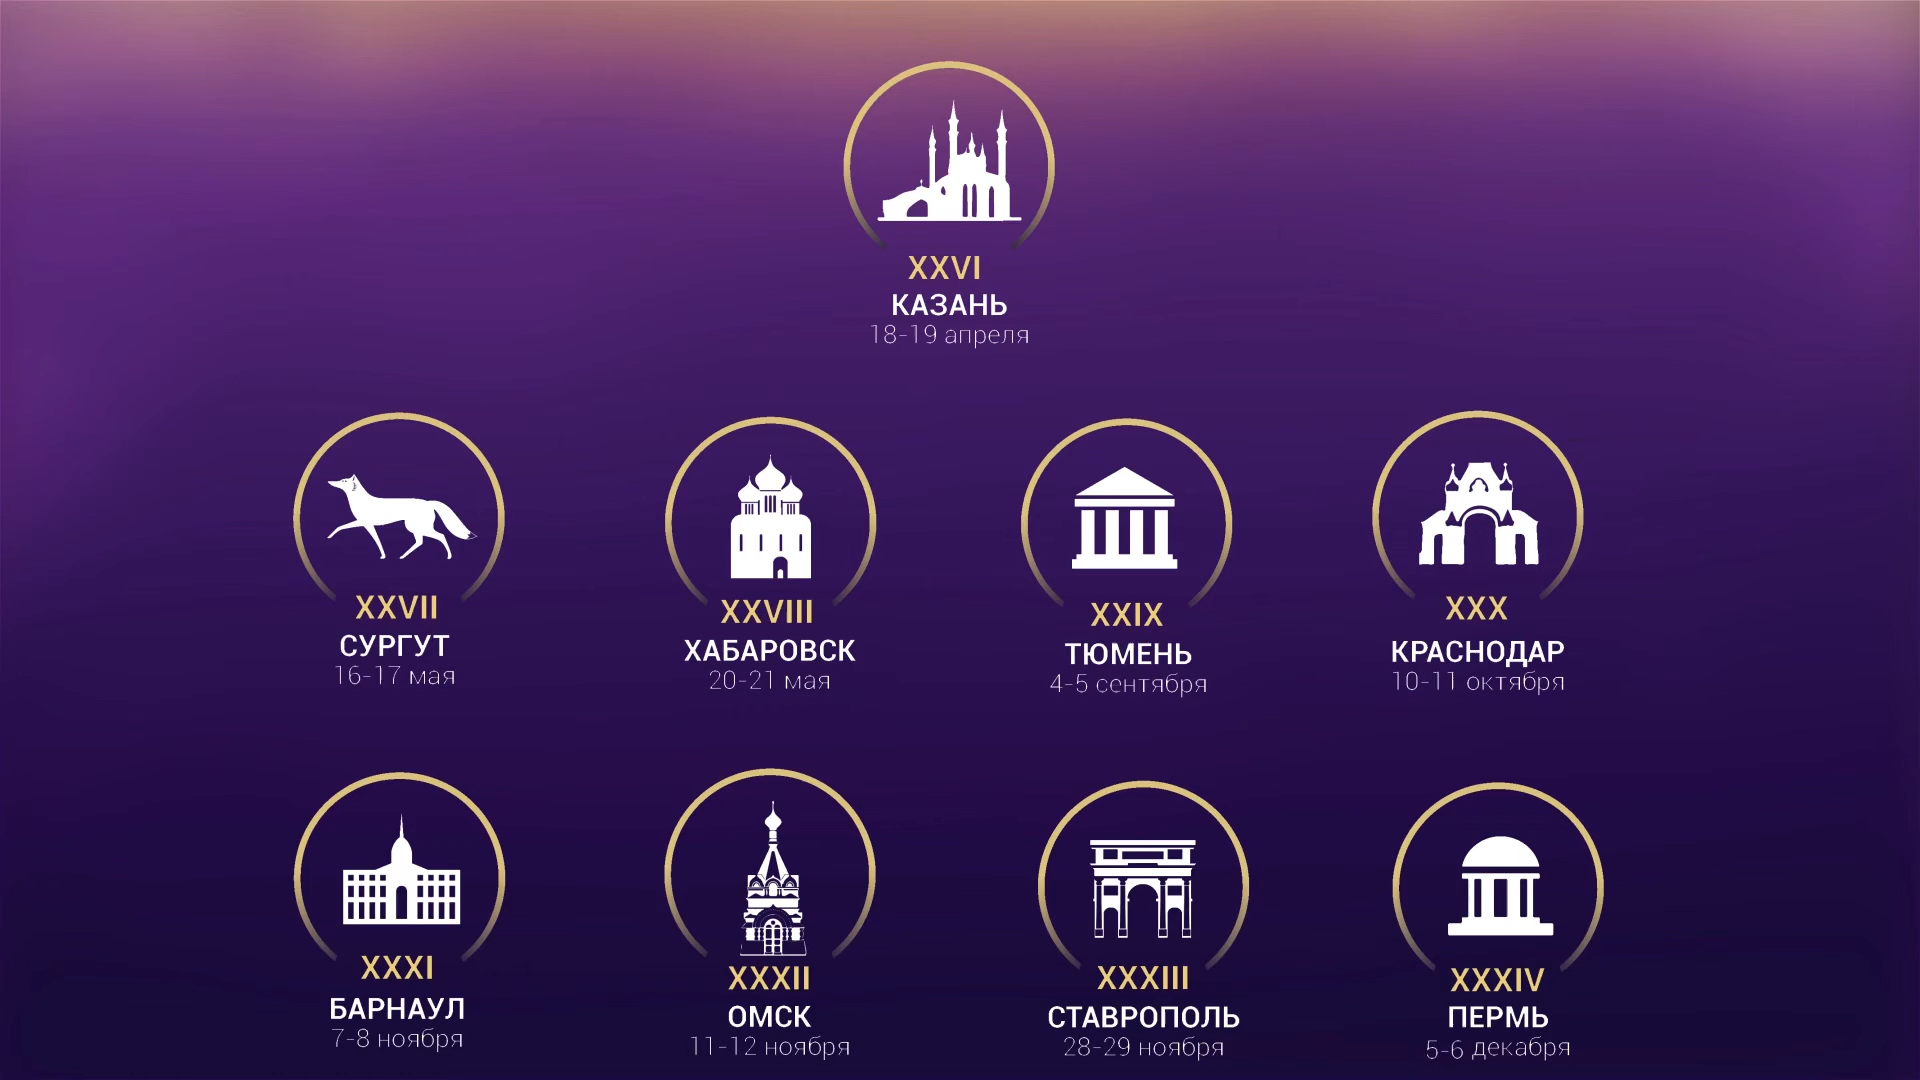 XXVI
КАЗАНЬ
18-19 апреля
XXVII
СУРГУТ
16-17 мая
XXVIII
ХАБАРОВСК
20-21 мая
XXIX
ТЮМЕНЬ
4-5 сентября
XXX
КРАСНОДАР
10-11 октября
XXXI
БАРНАУЛ
7-8 ноября
XXXII
ОМСК
11-12 ноября
XXXIII
СТАВРОПОЛЬ
28-29 ноября
XXXIV
ПЕРМЬ
5-6 декабря